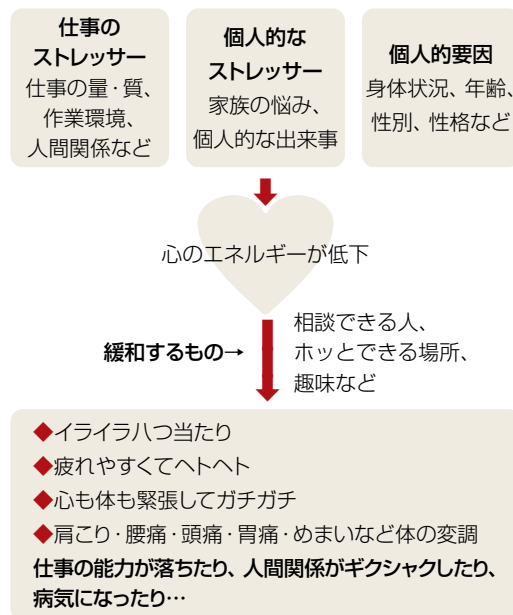 仕事の
ストレッサー
仕事の量・質、
作業環境、
人間関係など
個人的な
ストレッサー
家族の悩み、
個人的な出来事
個人的要因
身体状況、年齢、
性別、性格など
心のエネルギーが低下
緩和するもの→
相談できる人、
ホッとできる場所、
趣味など
◆イライラ八つ当たり
◆疲れやすくてヘトヘト
◆心も体も緊張してガチガチ
◆肩こり・腰痛・頭痛・胃痛・めまいなど体の変調
仕事の能力が落ちたり、人間関係がギクシャクしたり、
病気になったり…